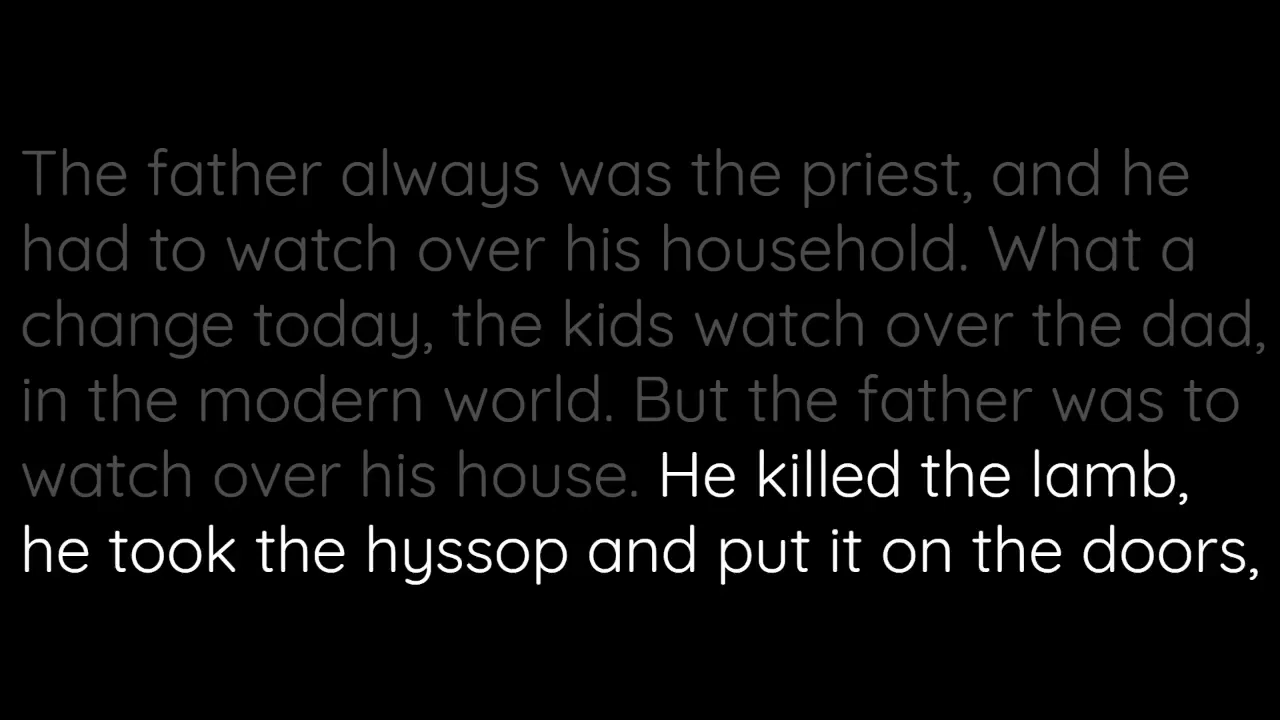 The father always was the priest, and he
had to watch over his household. What a
change today, the kids watch over the dad,
in the modern world. But the father was to
watch over his house. He killed the lamb,
he took the hyssop and put it on the doors,